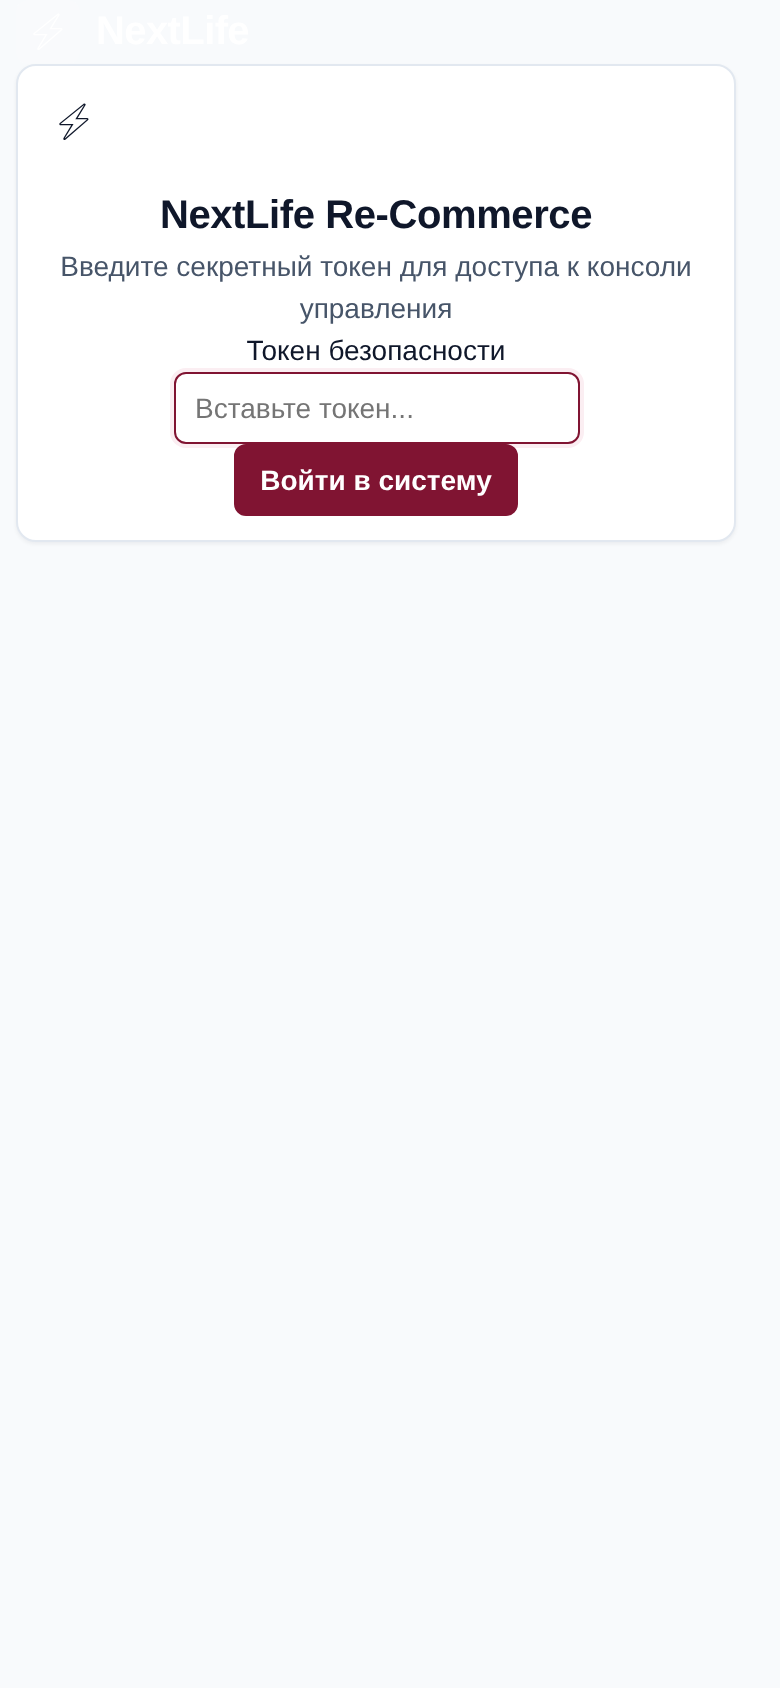 NextLife
NextLife Re-Commerce
Введите секретный токен для доступа к консоли
управления
Токен безопасности
Вставьте токен...
Войти в систему